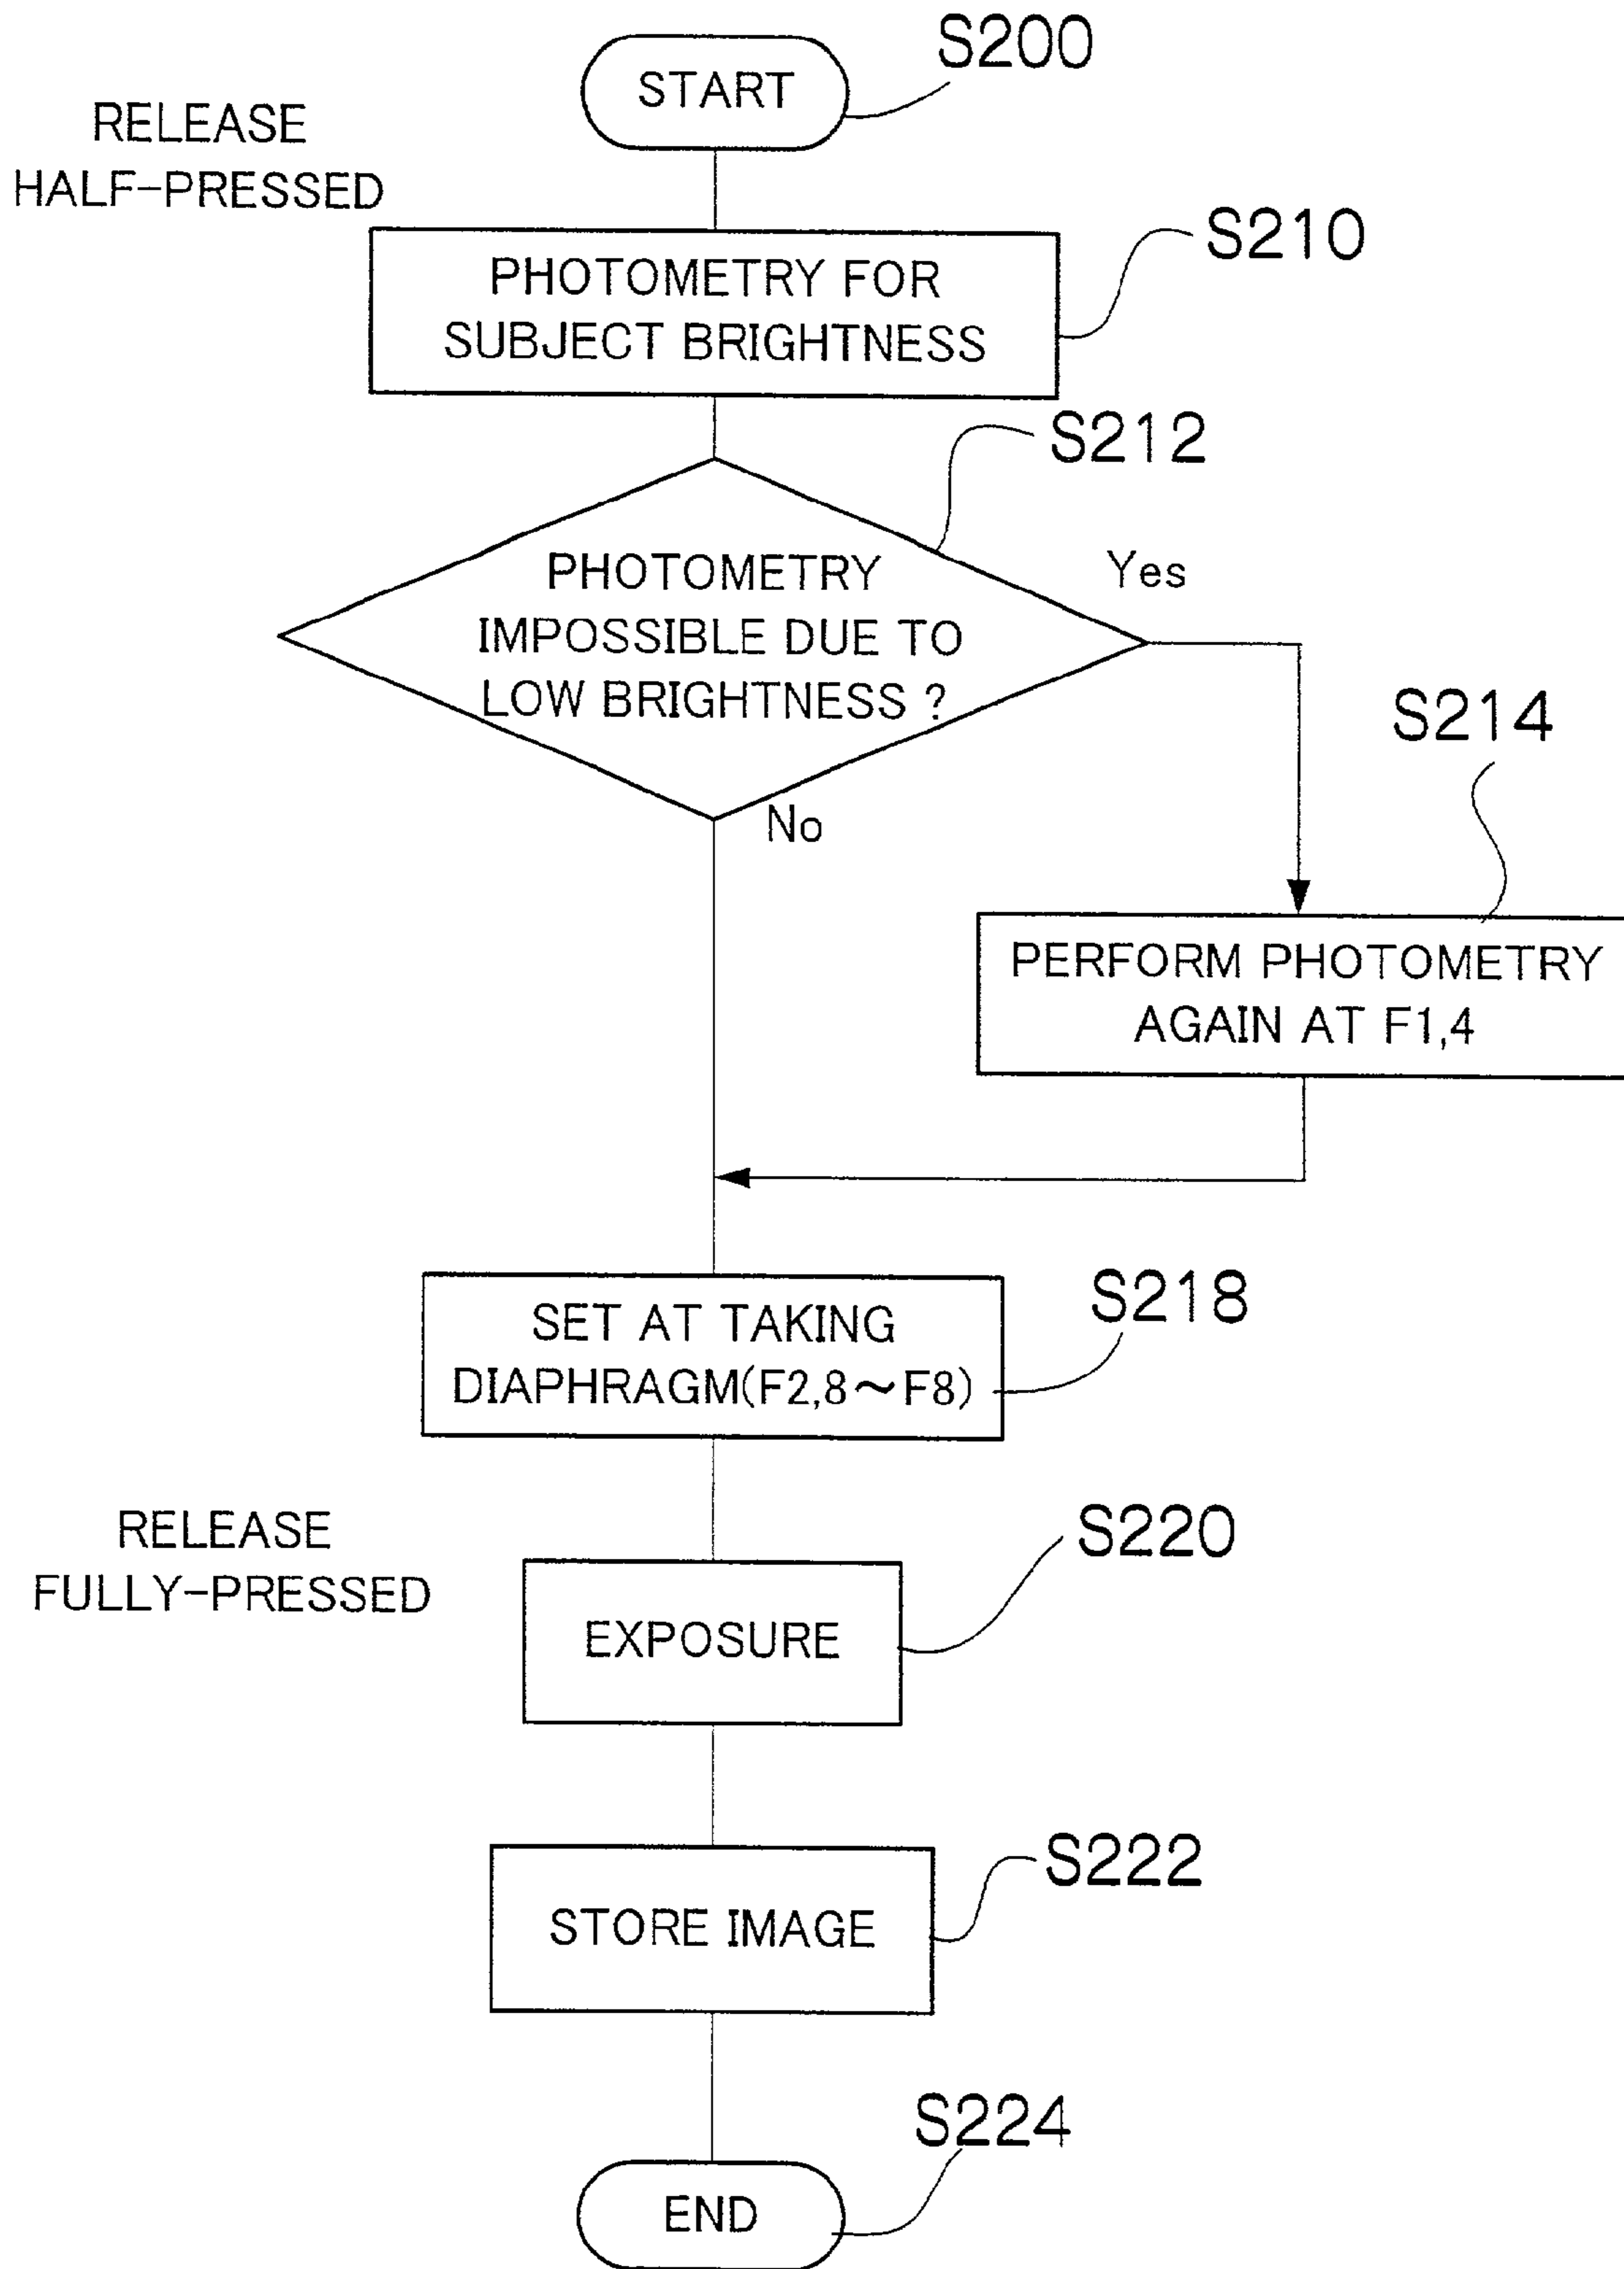 S200
START
RELEASE
HALF-PRESSED
S210
PHOTOMETRY FOR
SUBJECT BRIGHTNESS
S212
PHOTOMETRY
IMPOSSIBLE DUE TO
LOW BRIGHTNESS ?
Yes
No
S214
PERFORM PHOTOMETRY
AGAIN AT F1,4
SET AT TAKING
DIAPHRAGM(F2,8~F8)
S218
RELEASE
FULLY-PRESSED
S220
EXPOSURE
S222
STORE IMAGE
S224
END